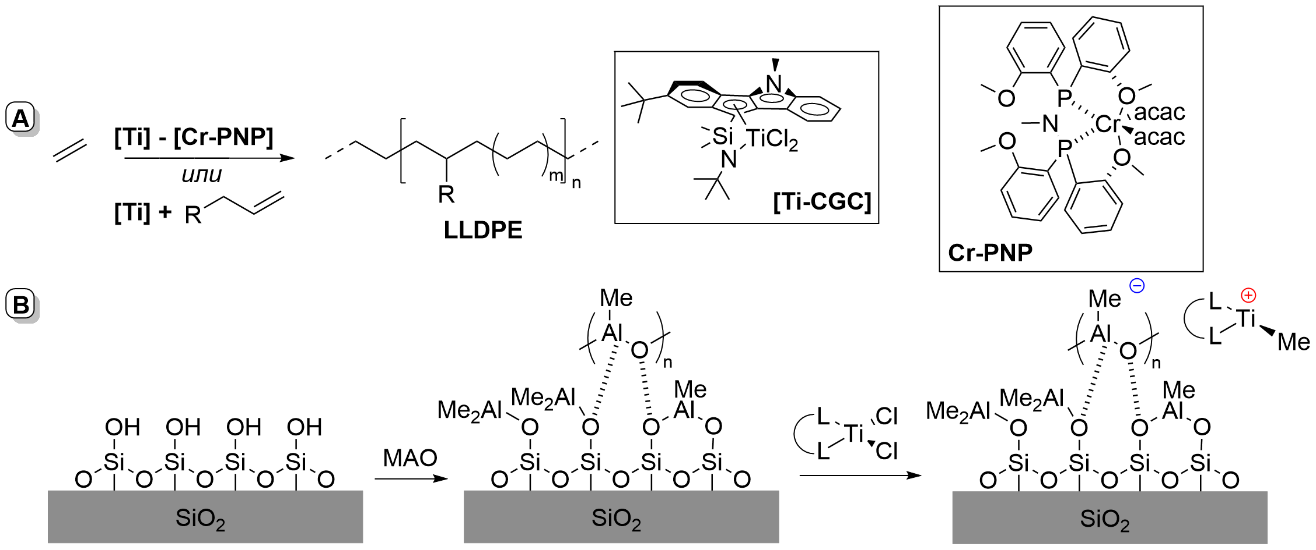 A
[Ti] - [Cr-PNP]
или
[Ti] + R
R
m
n
LLDPE
N
Si
TiCl2
N
[Ti-CGC]
O
P
O
N
Cr
acac
acac
O
P
O
Cr-PNP
B
OH OH OH OH
Si Si Si Si
O O O O O
SiO2
MAO
Me
Al
O
n
Me2Al
Me2Al
Me
Al
O O O O
Si Si Si Si
O O O O O
SiO2
L
L
Ti
Cl
Cl
Me
⊖
Al
O
n
L
L
Ti
⊕
Me
Me2Al
Me2Al
Me
Al
O O O O
Si Si Si Si
O O O O O
SiO2